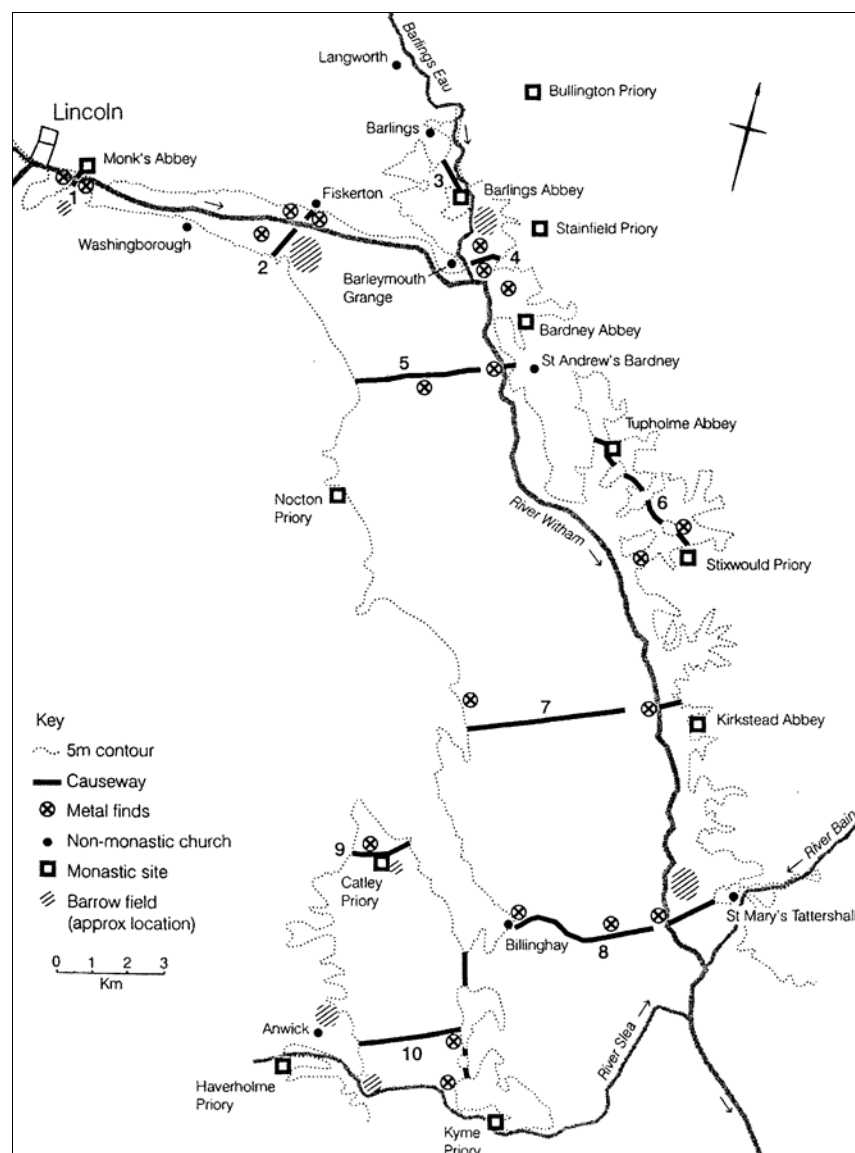 Langworth
Barlings Eau
Bullington Priory
Lincoln
Barlings
Monk's Abbey
3
Barlings Abbey
1
Fiskerton
Stainfield Priory
Washingborough
2
4
Barleymouth
Grange
Bardney Abbey
5
St Andrew's Bardney
Tupholme Abbey
Nocton
Priory
River Witham
6
Stixwould Priory
7
Kirkstead Abbey
Key
5m contour
Causeway
Metal finds
Non-monastic church
Monastic site
Barrow field
(approx location)
0 1 2 3
Km
9
Catley
Priory
River Bain
St Mary's Tattershall
Billinghay
8
Anwick
10
River Slea
Haverholme
Priory
Kyme
Priory